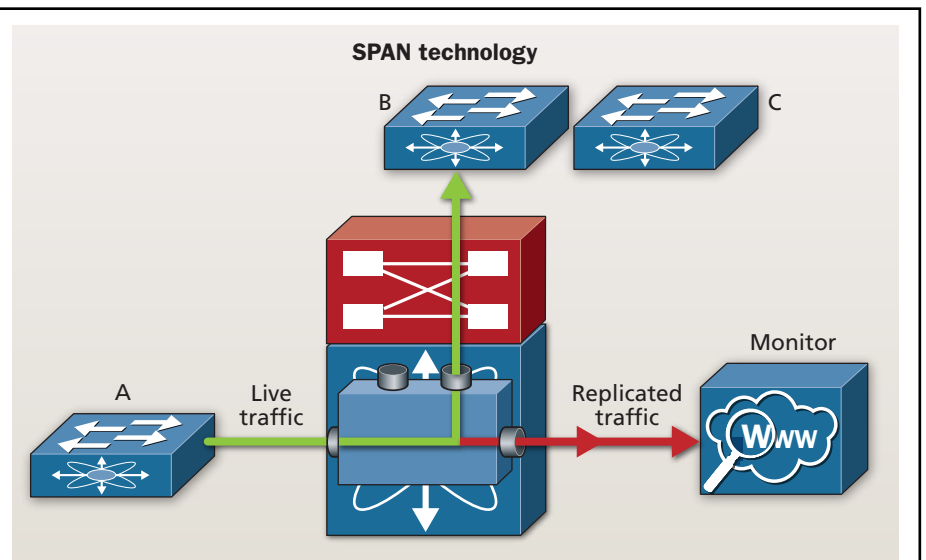 SPAN technology
B
C
A
Live
traffic
Replicated
traffic
Monitor
Www